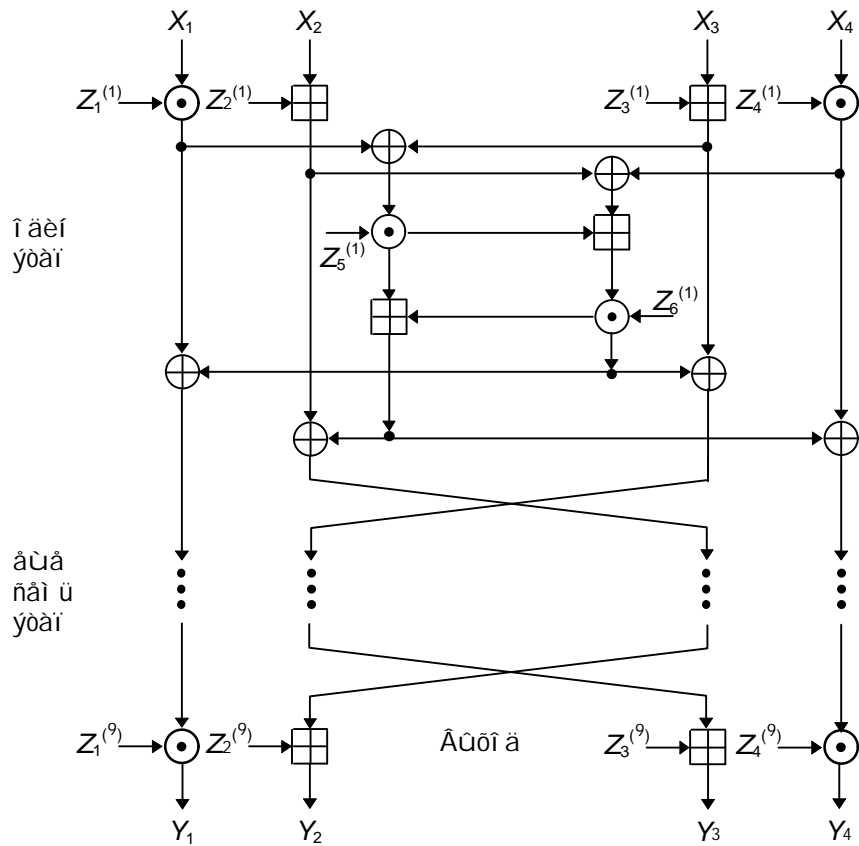 X₁ X₂ X₃ X₄
Z₁⁽¹⁾ Z₂⁽¹⁾ Z₃⁽¹⁾ Z₄⁽¹⁾
î äèí
ýòàï
Z₅⁽¹⁾
Z₆⁽¹⁾
åùå
ñåì ü
ýòàï
Z₁⁽⁹⁾ Z₂⁽⁹⁾ Âûõî ä Z₃⁽⁹⁾ Z₄⁽⁹⁾
Y₁ Y₂ Y₃ Y₄